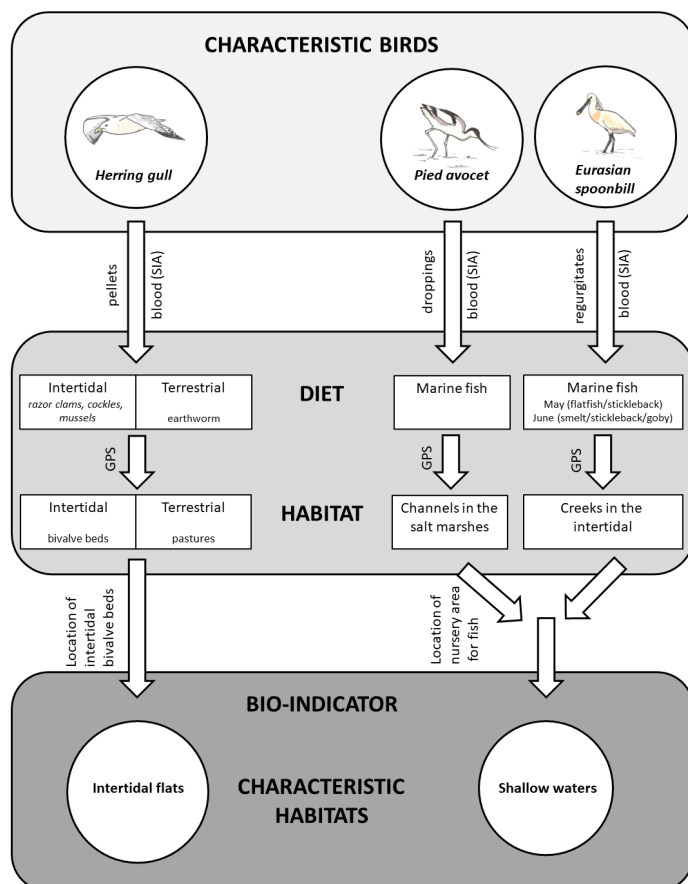 CHARACTERISTIC BIRDS
Herring gull
Pied avocet
Eurasian
spoonbill
pellets
blood (SIA)
droppings
blood (SIA)
regurgitates
blood (SIA)
DIET
Intertidal
razor clams, cockles,
mussels
Terrestrial
earthworm
Marine fish
Marine fish
May (flatfish/stickleback)
June (smelt/stickleback/goby)
GPS
GPS
GPS
HABITAT
Intertidal
bivalve beds
Terrestrial
pastures
Channels in the
salt marshes
Creeks in the
intertidal
Location of
intertidal
bivalve beds
Location of
nursery area
for fish
BIO-INDICATOR
Intertidal flats
CHARACTERISTIC
HABITATS
Shallow waters